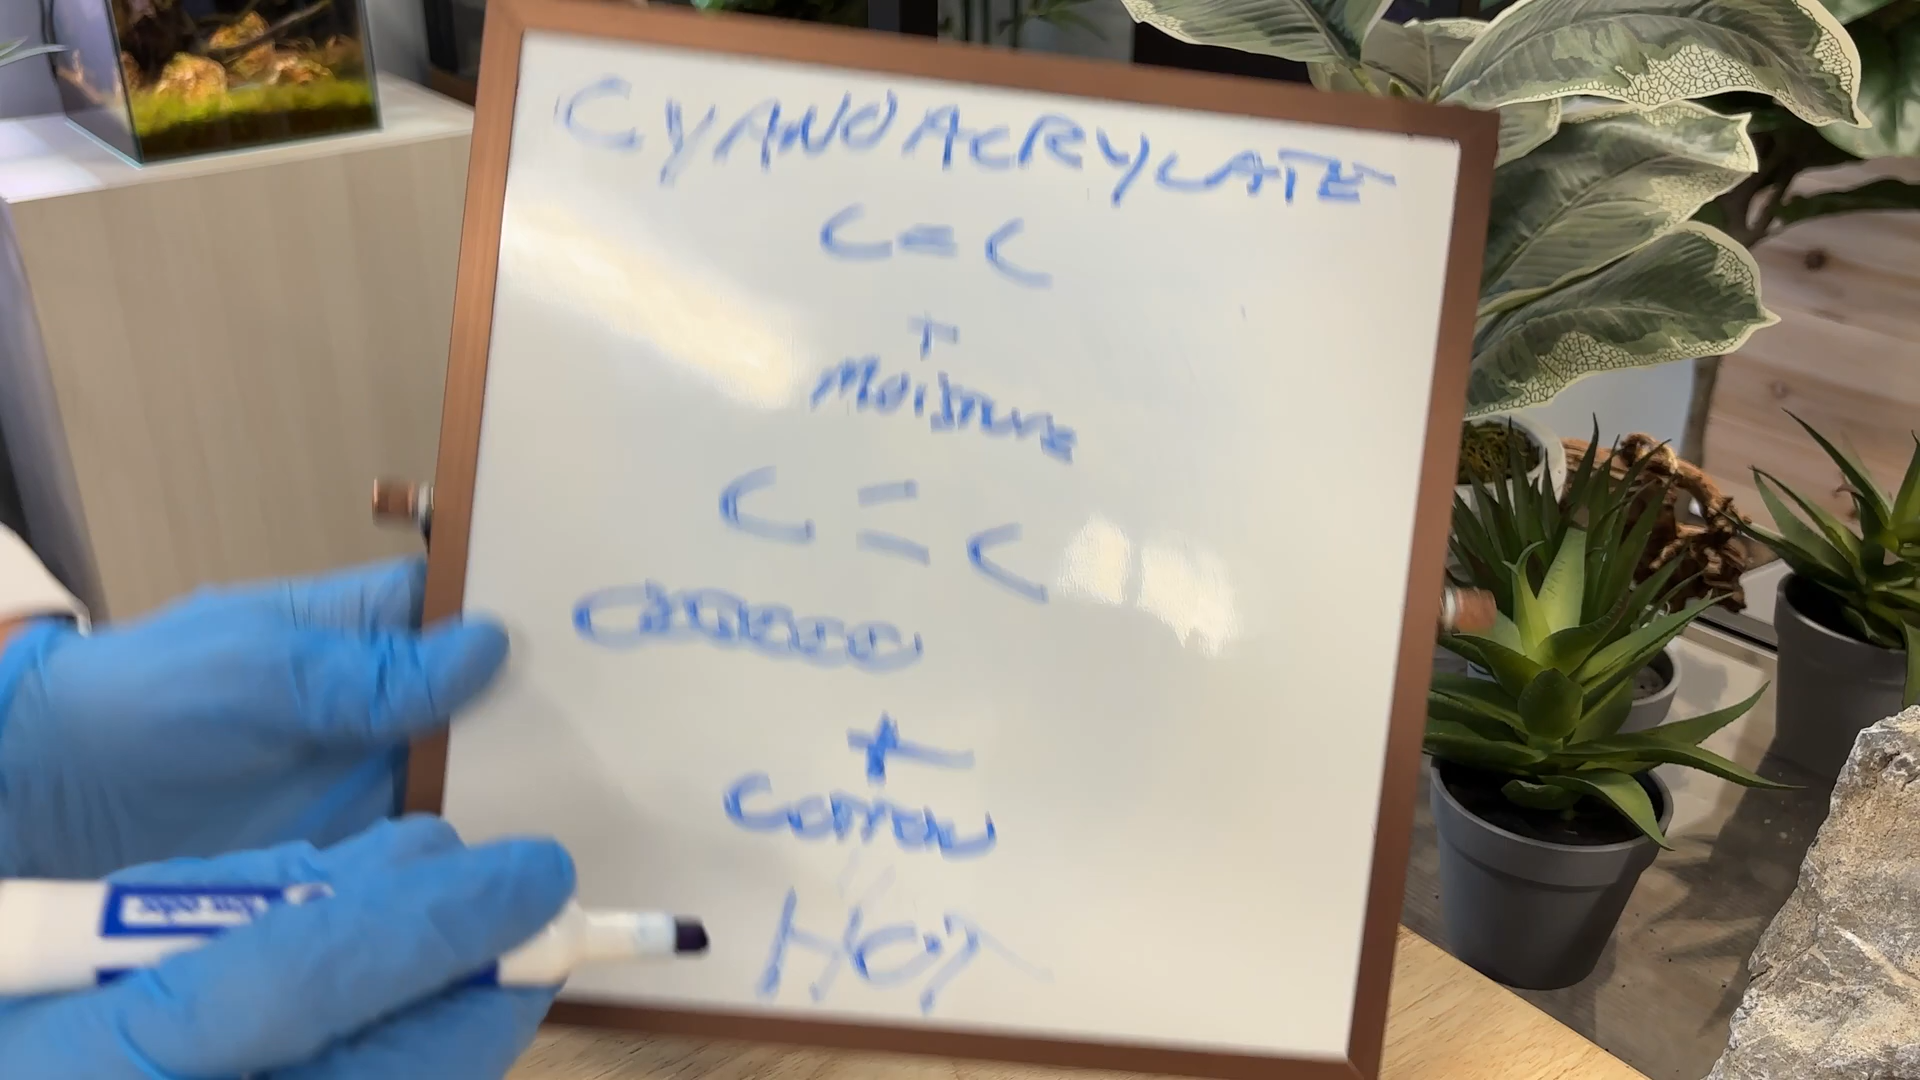 CYANOACRYLATE
C=C
+
MOISTURE
C=C
+
COTTON
HOT